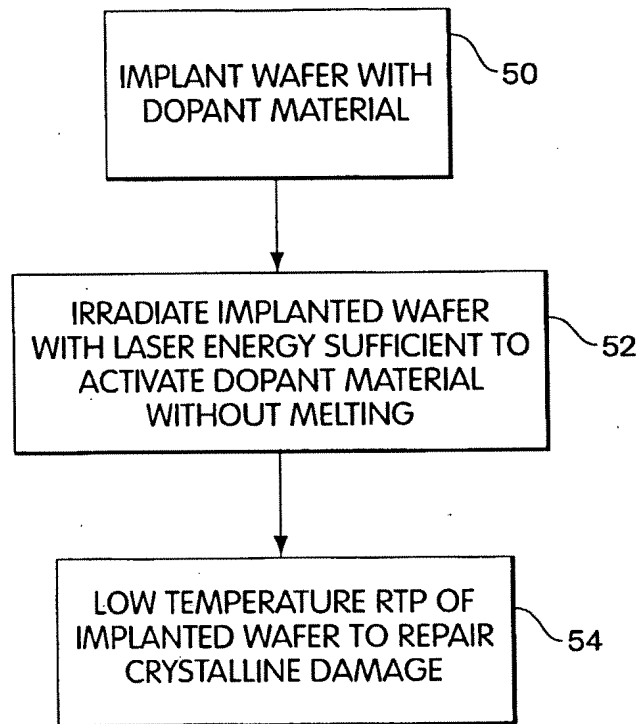 IMPLANT WAFER WITH
DOPANT MATERIAL
50
IRRADIATE IMPLANTED WAFER
WITH LASER ENERGY SUFFICIENT TO
ACTIVATE DOPANT MATERIAL
WITHOUT MELTING
52
LOW TEMPERATURE RTP OF
IMPLANTED WAFER TO REPAIR
CRYSTALLINE DAMAGE
54